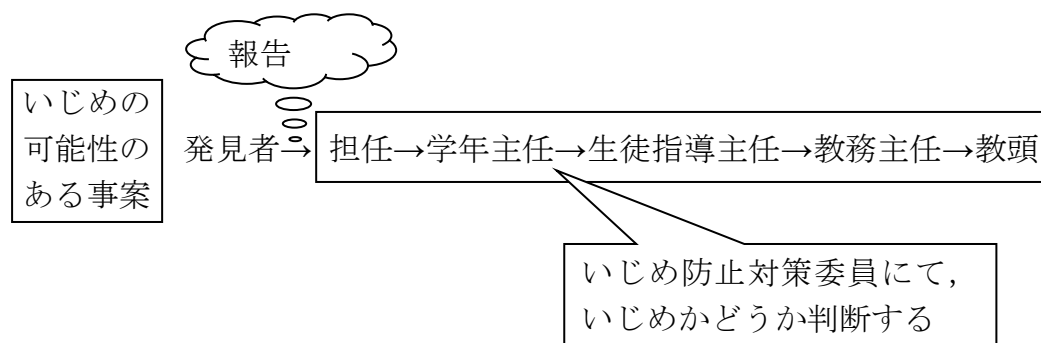 報告
いじめの
可能性の
ある事案
発見者→
担任→学年主任→生徒指導主任→教務主任→教頭
いじめ防止対策委員にて，
いじめかどうか判断する